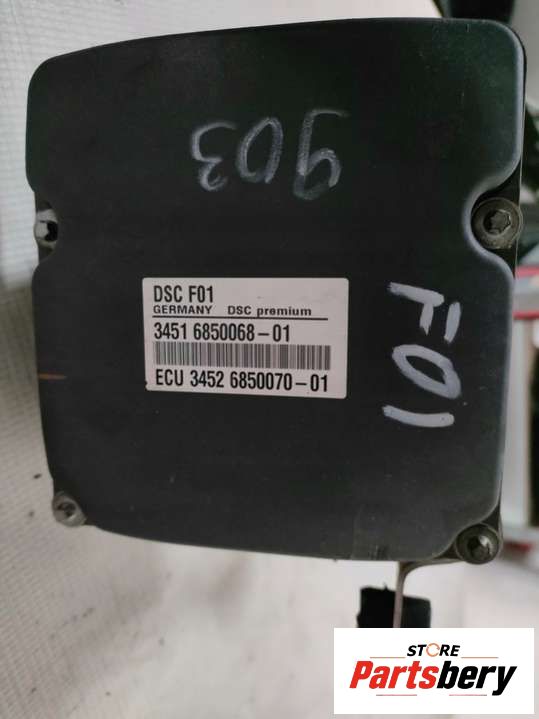 903
DSC F01
GERMANY DSC premium
3451 6850068-01
ECU 3452 6850070-01
F01
STORE
Partsbery